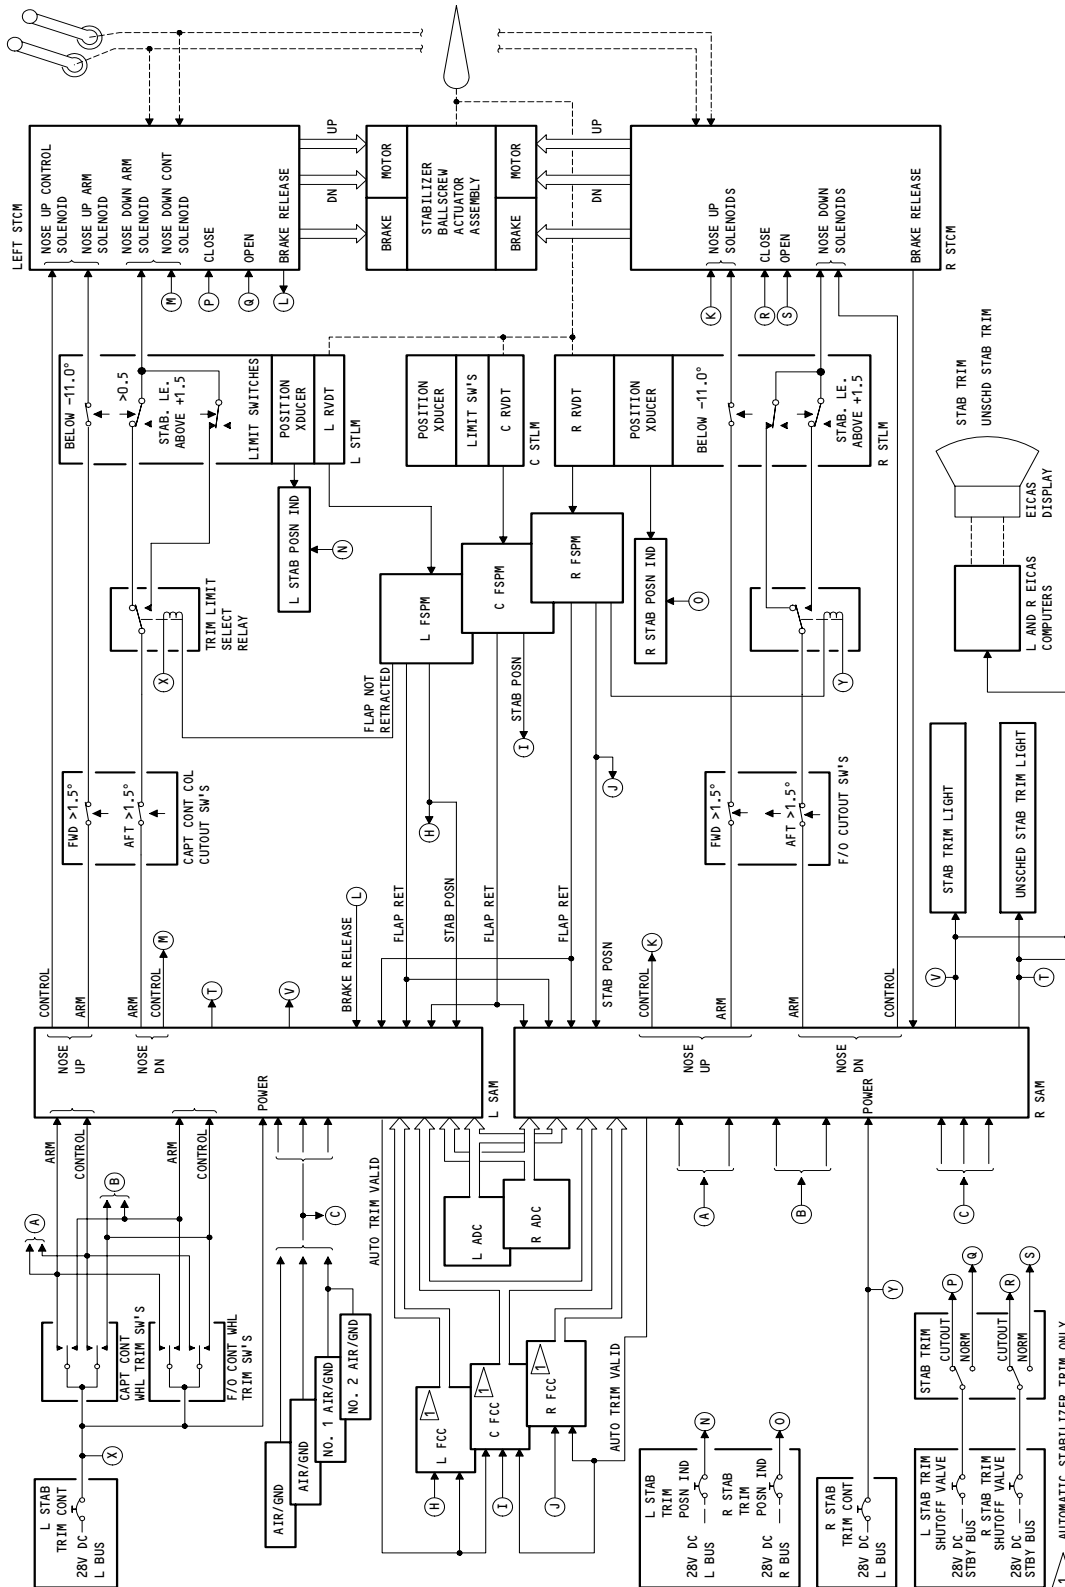 L STAB
TRIM CONT
28V DC
L BUS
X
CAPT CONT
WHL TRIM SW'S
F/O CONT WHL
TRIM SW'S
A
B
ARM
CONTROL
ARM
CONTROL
AIR/GND
AIR/GND
NO. 1 AIR/GND
NO. 2 AIR/GND
C
POWER
NOSE
UP
NOSE
DN
L SAM
CONTROL
ARM
ARM
CONTROL
M
T
V
BRAKE RELEASE
L
FWD >1.5°
AFT >1.5°
CAPT CONT COL
CUTOUT SW'S
TRIM LIMIT
SELECT
RELAY
X
FLAP NOT
RETRACTED
BELOW -11.0°
>0.5
STAB. LE.
ABOVE +1.5
LIMIT SWITCHES
POSITION
XDUCER
L RVDT
L STLM
L STAB POSN IND
N
LEFT STCM
NOSE UP CONTROL
SOLENOID
NOSE UP ARM
SOLENOID
NOSE DOWN ARM
SOLENOID
NOSE DOWN CONT
SOLENOID
CLOSE
OPEN
BRAKE RELEASE
M
P
Q
L
UP
DN
MOTOR
BRAKE
STABILIZER
BALLSCREW
ACTUATOR
ASSEMBLY
MOTOR
BRAKE
UP
DN
AUTO TRIM VALID
L ADC
R ADC
L FCC
1
C FCC
1
R FCC
H
I
J
AUTO TRIM VALID
FLAP RET
STAB POSN
FLAP RET
FLAP RET
STAB POSN
H
STAB POSN
I
J
L FSPM
C FSPM
R FSPM
POSITION
XDUCER
LIMIT SW'S
C RVDT
C STLM
R RVDT
POSITION
XDUCER
BELOW -11.0°
STAB. LE.
ABOVE +1.5
R STLM
R STAB POSN IND
O
Y
NOSE UP
SOLENOIDS
CLOSE
OPEN
NOSE DOWN
SOLENOIDS
BRAKE RELEASE
R STCM
K
R
S
FWD >1.5°
AFT >1.5°
F/O CUTOUT SW'S
CONTROL
K
ARM
ARM
CONTROL
NOSE
UP
NOSE
DN
POWER
R SAM
A
B
C
Y
L STAB
TRIM
POSN IND
28V DC
L BUS
N
R STAB
TRIM
POSN IND
28V DC
R BUS
O
R STAB
TRIM CONT
28V DC
L BUS
L STAB TRIM
SHUTOFF VALVE
28V DC
STBY BUS
R STAB TRIM
SHUTOFF VALVE
28V DC
STBY BUS
STAB TRIM
CUTOUT
NORM
CUTOUT
NORM
P
Q
R
S
V
T
STAB TRIM LIGHT
UNSCHED STAB TRIM LIGHT
L AND R EICAS
COMPUTERS
EICAS
DISPLAY
STAB TRIM
UNSCHD STAB TRIM
1
AUTOMATIC STABILIZER TRIM ONLY